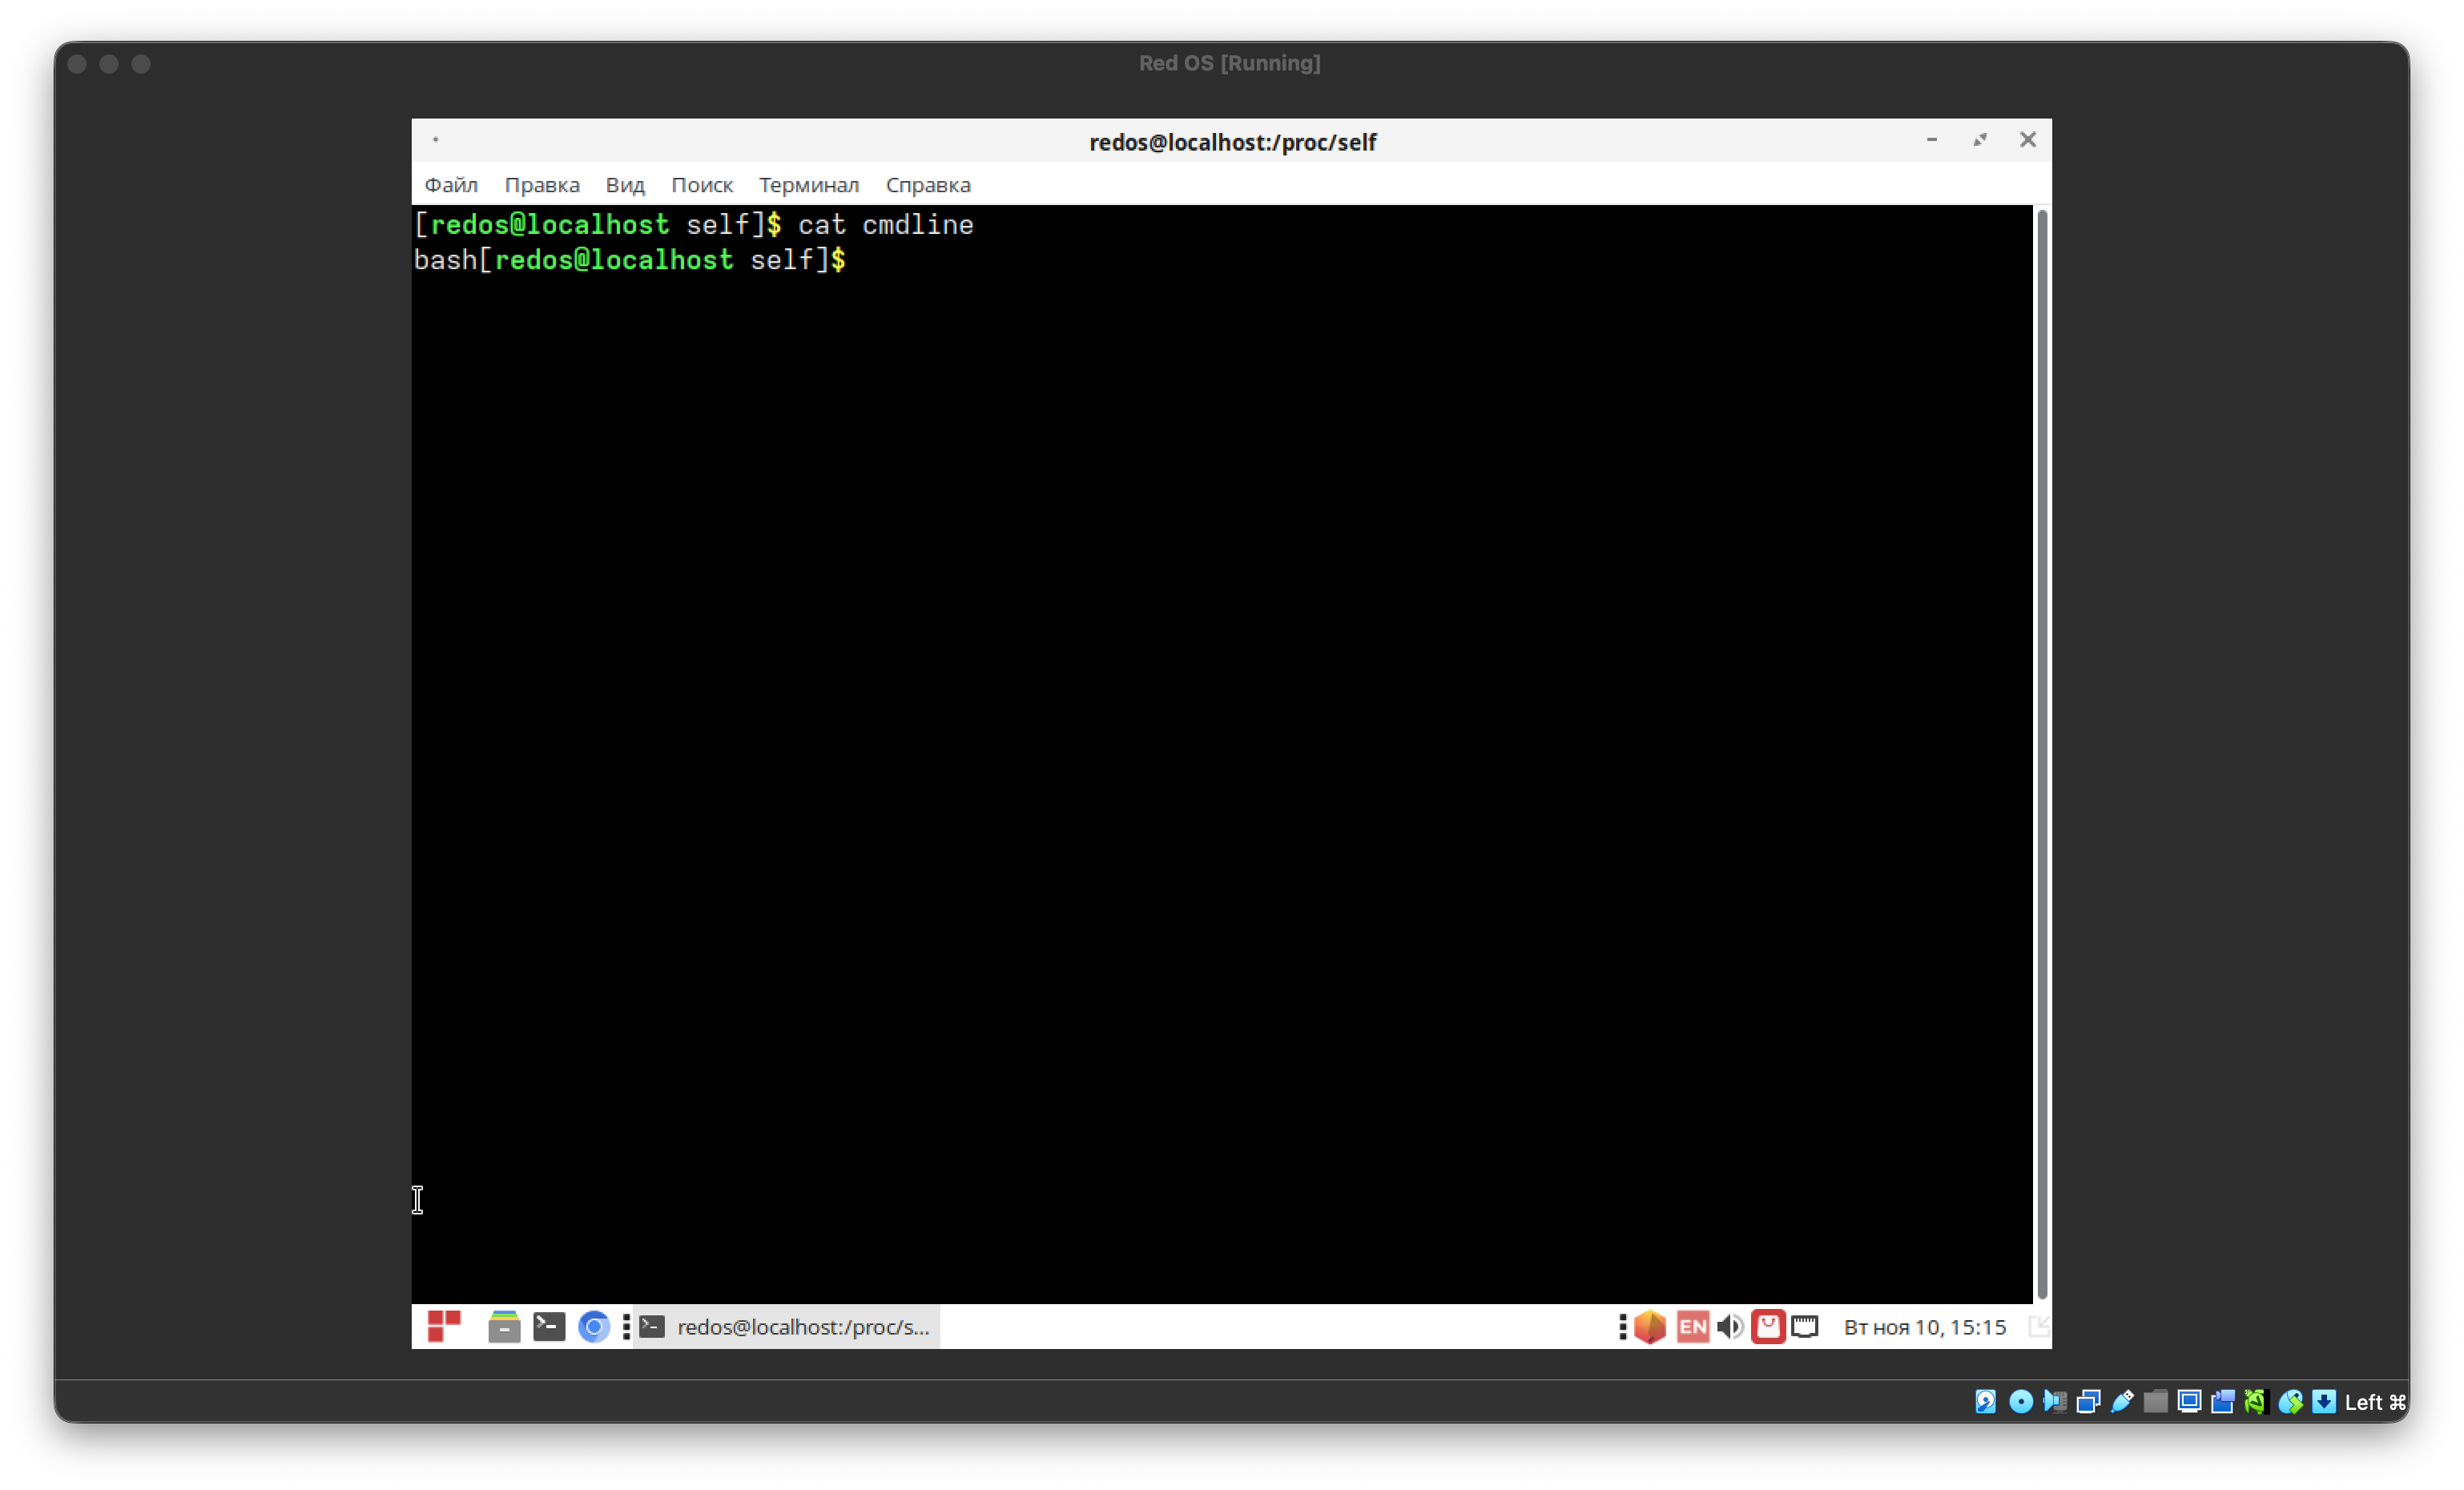 Red OS [Running]
redos@localhost:/proc/self
Файл Правка Вид Поиск Терминал Справка
[redos@localhost self]$ cat cmdline
bash[redos@localhost self]$
redos@localhost:/proc/s...
EN
Вт ноя 10, 15:15
Left ⌘